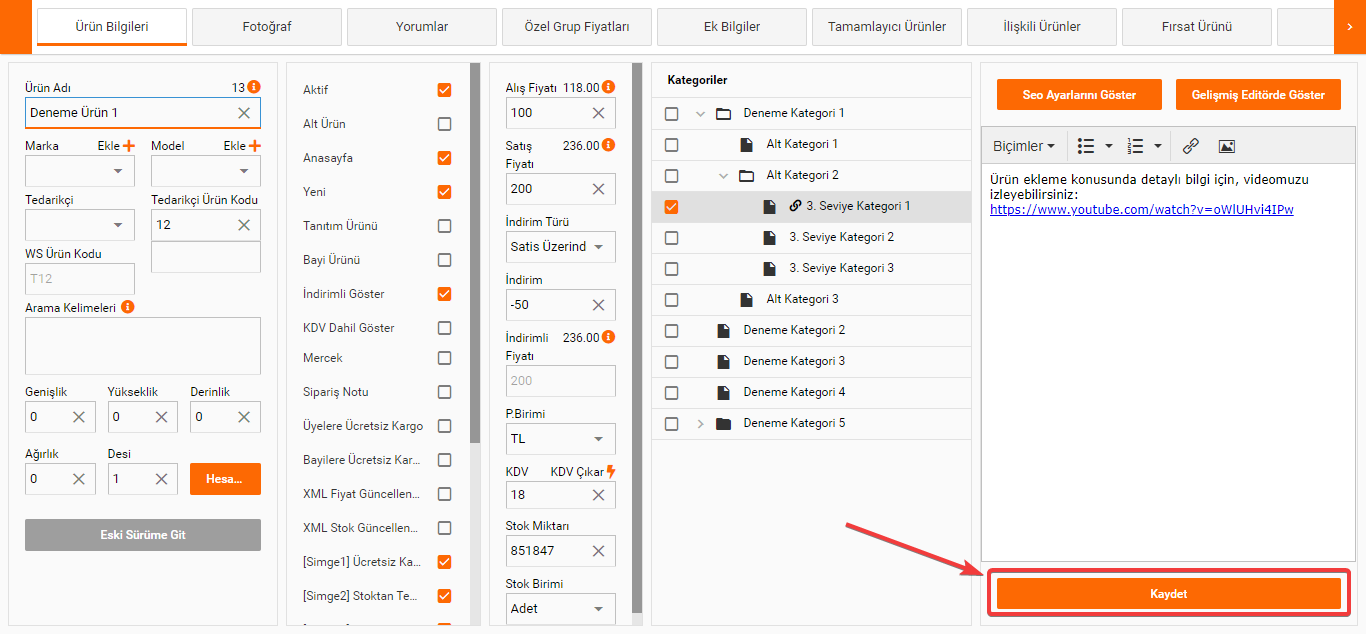 Ürün Bilgileri
Fotoğraf
Yorumlar
Özel Grup Fiyatları
Ek Bilgiler
Tamamlayıcı Ürünler
İlişkili Ürünler
Fırsat Ürünü
Ürün Adı 13
Deneme Ürün 1
Marka Ekle
Model Ekle
Tedarikçi
Tedarikçi Ürün Kodu
12
WS Ürün Kodu
T12
Arama Kelimeleri
Genişlik Yükseklik Derinlik
0 0 0
Ağırlık Desi
0 1 Hesa...
Eski Sürüme Git
Aktif
Alt Ürün
Anasayfa
Yeni
Tanıtım Ürünü
Bayi Ürünü
İndirimli Göster
KDV Dahil Göster
Mercek
Sipariş Notu
Üyelere Ücretsiz Kargo
Bayilere Ücretsiz Kar...
XML Fiyat Güncellen...
XML Stok Güncellen...
[Simge1] Ücretsiz Ka...
[Simge2] Stoktan Te...
Alış Fiyatı 118.00
100
Satış Fiyatı 236.00
200
İndirim Türü
Satis Üzerind
İndirim
-50
İndirimli Fiyatı 236.00
200
P.Birimi
TL
KDV KDV Çıkar
18
Stok Miktarı
851847
Stok Birimi
Adet
Kategoriler
Deneme Kategori 1
Alt Kategori 1
Alt Kategori 2
3. Seviye Kategori 1
3. Seviye Kategori 2
3. Seviye Kategori 3
Alt Kategori 3
Deneme Kategori 2
Deneme Kategori 3
Deneme Kategori 4
Deneme Kategori 5
Seo Ayarlarını Göster
Gelişmiş Editörde Göster
Biçimler
Ürün ekleme konusunda detaylı bilgi için, videomuzu
izleyebilirsiniz:
https://www.youtube.com/watch?v=oWlUHvi4IPw
Kaydet